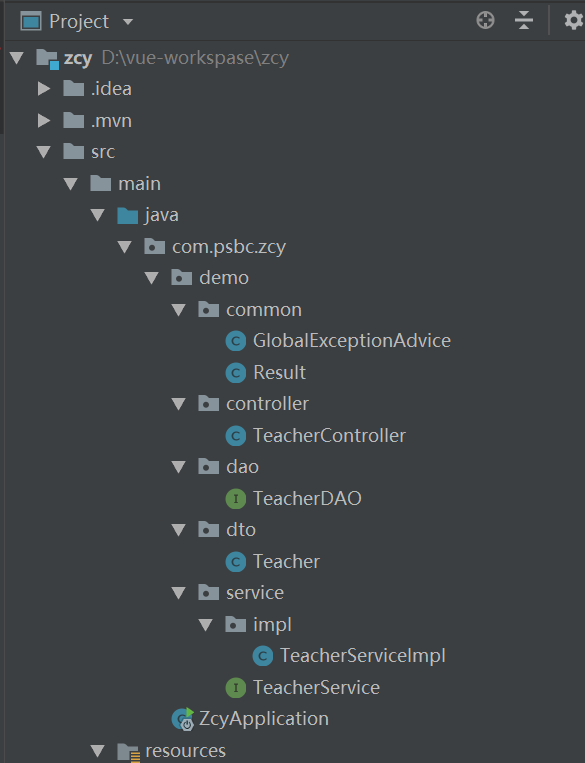 Project
zcy D:\vue-workspase\zcy
.idea
.mvn
src
main
java
com.psbc.zcy
demo
common
C GlobalExceptionAdvice
C Result
controller
C TeacherController
dao
I TeacherDAO
dto
C Teacher
service
impl
C TeacherServiceImpl
I TeacherService
C ZcyApplication
resources